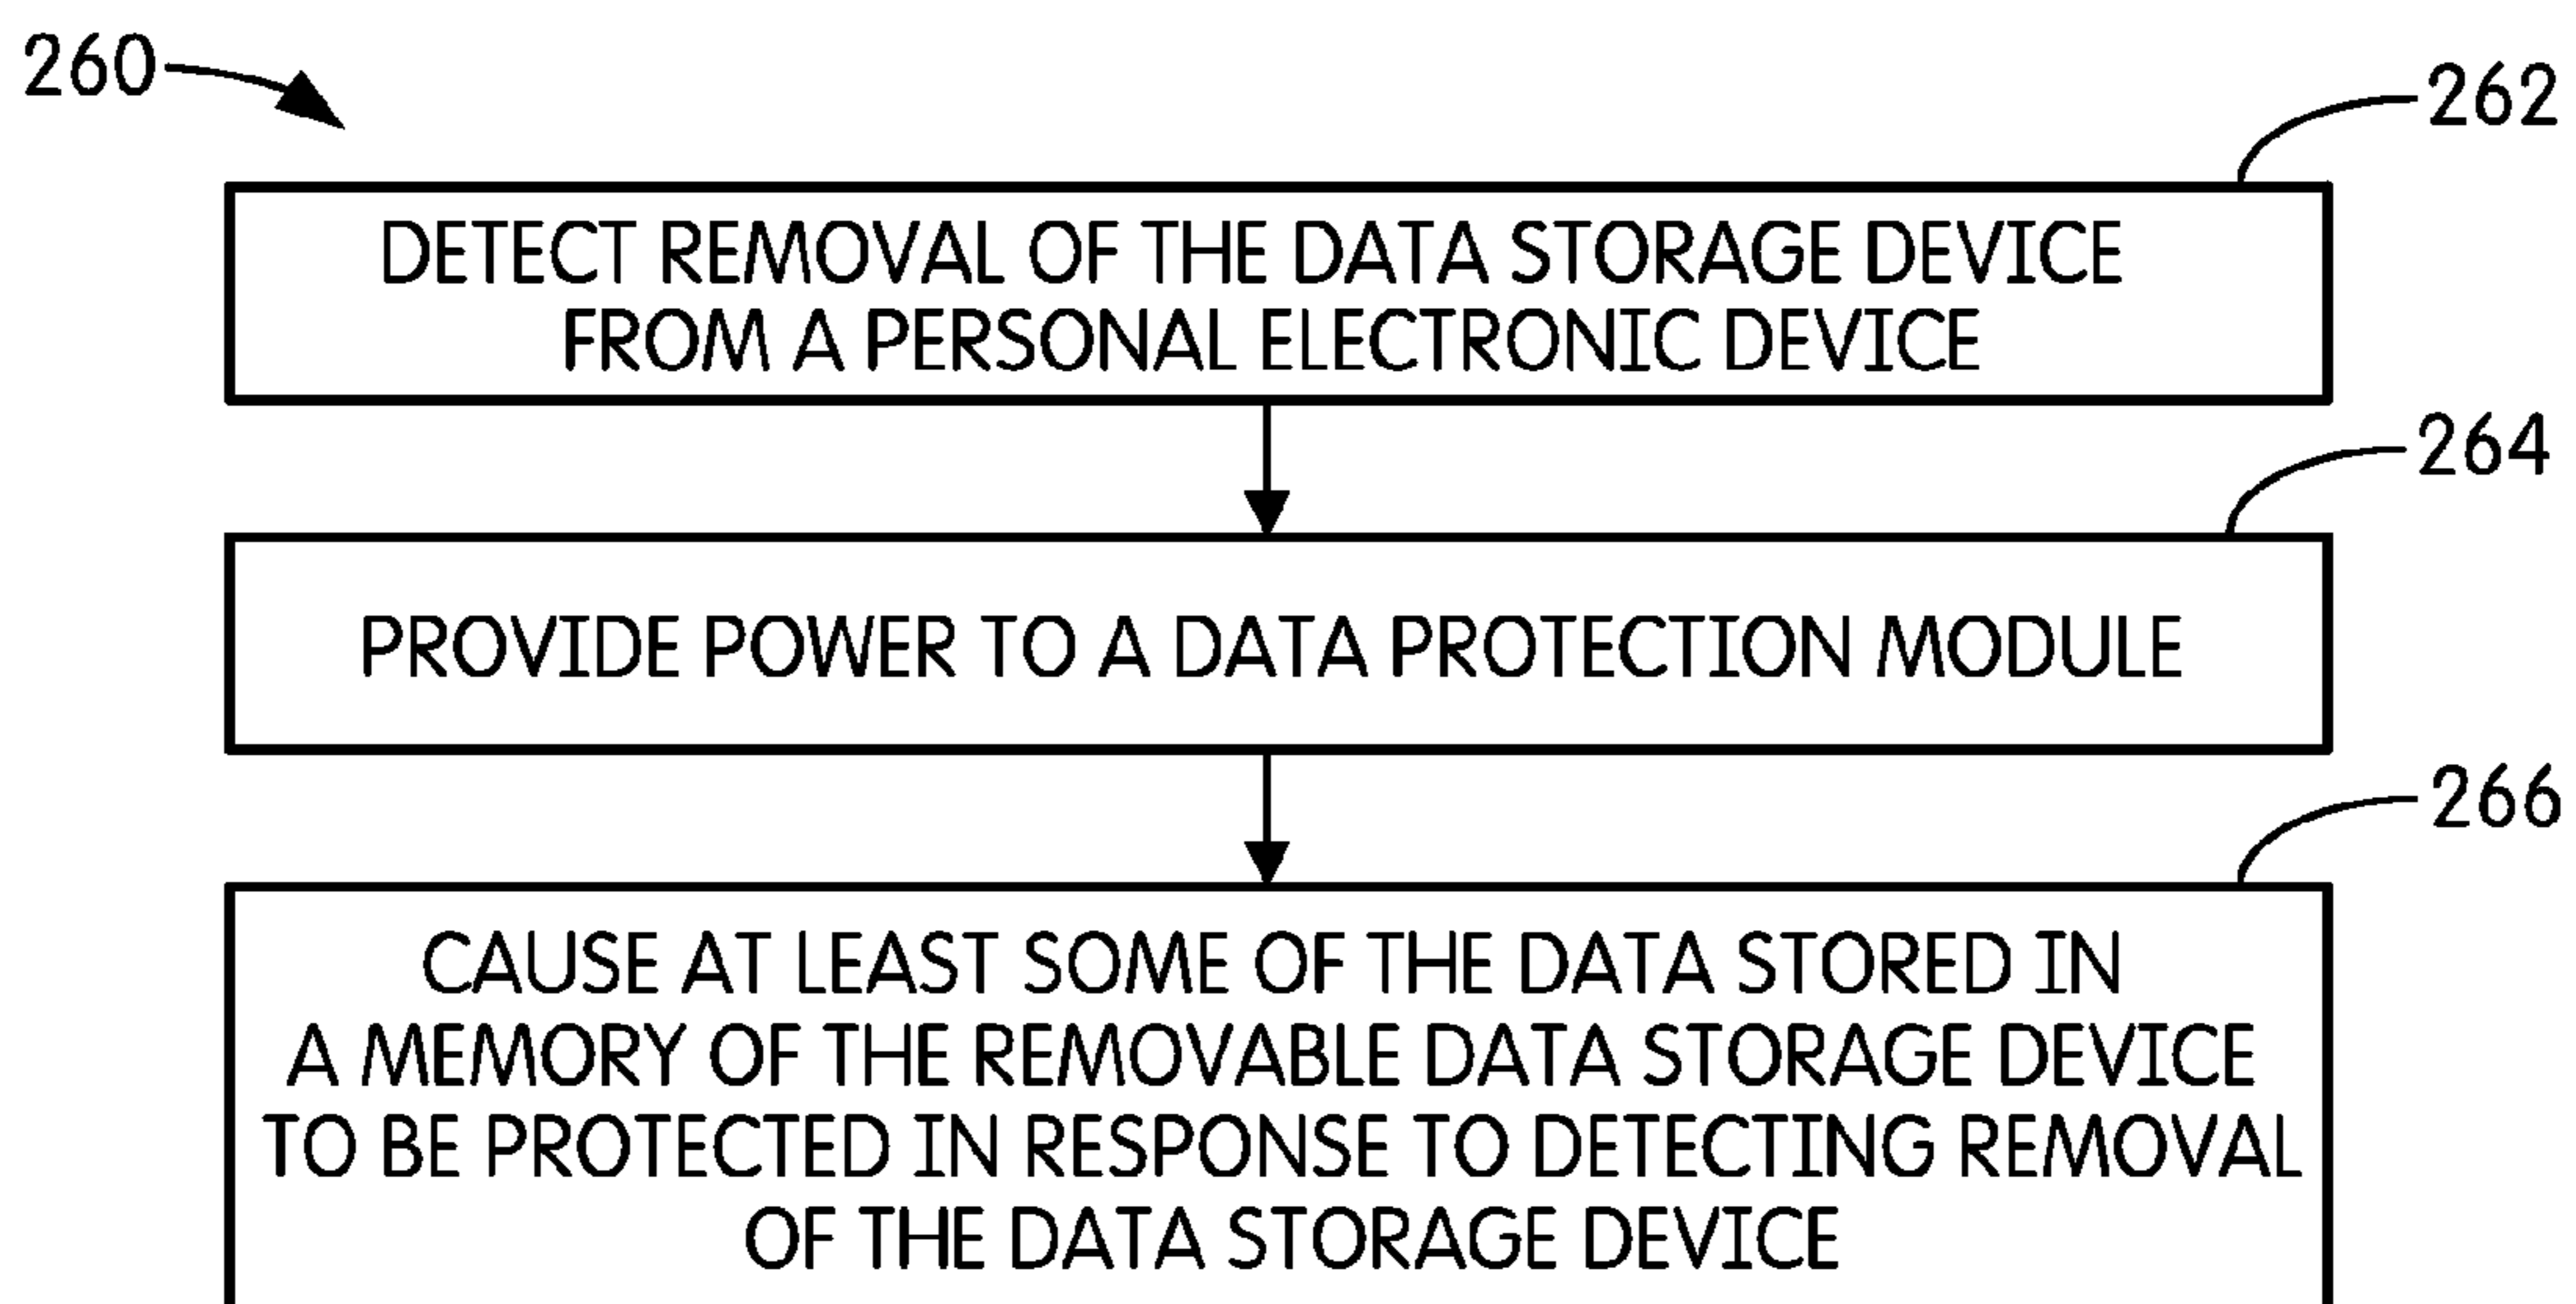 260
262
DETECT REMOVAL OF THE DATA STORAGE DEVICE
FROM A PERSONAL ELECTRONIC DEVICE
264
PROVIDE POWER TO A DATA PROTECTION MODULE
266
CAUSE AT LEAST SOME OF THE DATA STORED IN
A MEMORY OF THE REMOVABLE DATA STORAGE DEVICE
TO BE PROTECTED IN RESPONSE TO DETECTING REMOVAL
OF THE DATA STORAGE DEVICE